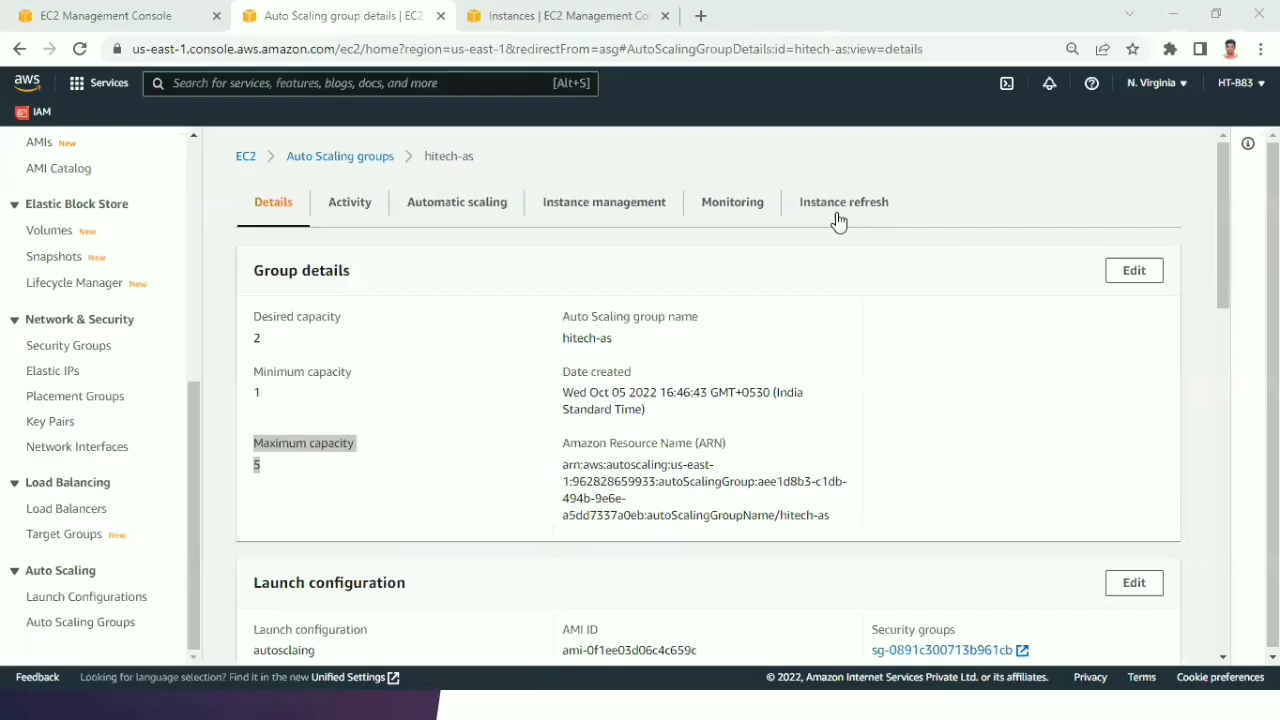 EC2 Management Console
Auto Scaling group details | EC2
Instances | EC2 Management Co
us-east-1.console.aws.amazon.com/ec2/home?region=us-east-1&redirectFrom=asg#AutoScalingGroupDetails:id=hitech-as;view=details
aws
Services
Search for services, features, blogs, docs, and more
[Alt+S]
N. Virginia
HT-B83
IAM
AMIs New
AMI Catalog
Elastic Block Store
Volumes New
Snapshots New
Lifecycle Manager New
Network & Security
Security Groups
Elastic IPs
Placement Groups
Key Pairs
Network Interfaces
Load Balancing
Load Balancers
Target Groups New
Auto Scaling
Launch Configurations
Auto Scaling Groups
EC2 > Auto Scaling groups > hitech-as
Details
Activity
Automatic scaling
Instance management
Monitoring
Instance refresh
Group details
Edit
Desired capacity
2
Minimum capacity
1
Maximum capacity
5
Auto Scaling group name
hitech-as
Date created
Wed Oct 05 2022 16:46:43 GMT+0530 (India
Standard Time)
Amazon Resource Name (ARN)
arn:aws:autoscaling:us-east-
1:962828659933:autoScalingGroup:aee1d8b3-c1db-
494b-9e6e-
a5dd7337a0eb:autoScalingGroupName/hitech-as
Launch configuration
Edit
Launch configuration
autosclaing
AMI ID
ami-0f1ee03d06c4c659c
Security groups
sg-0891c300713b961cb
Feedback
Looking for language selection? Find it in the new Unified Settings
© 2022, Amazon Internet Services Private Ltd. or its affiliates.
Privacy
Terms
Cookie preferences